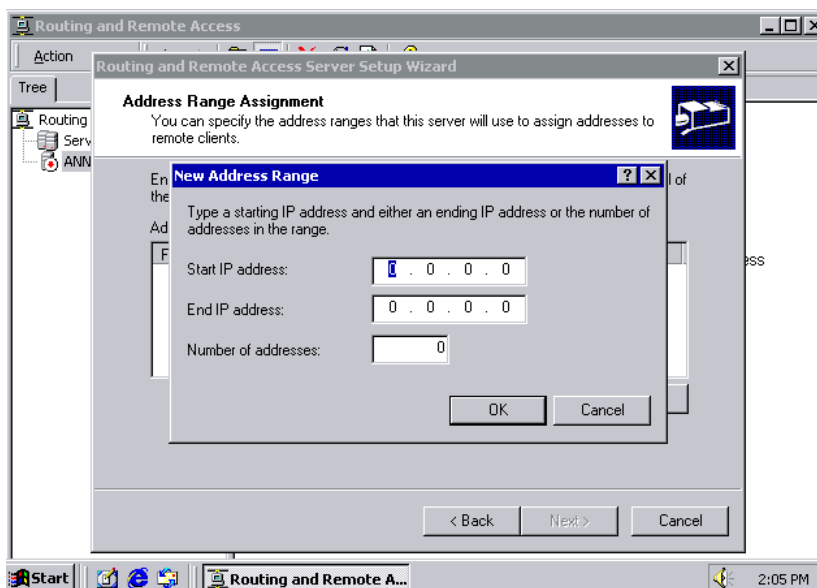 Routing and Remote Access
Action
Tree
Routing
Serv
ANN
Routing and Remote Access Server Setup Wizard
Address Range Assignment
You can specify the address ranges that this server will use to assign addresses to
remote clients.
En
l of
the
Ad
F
ess
New Address Range
Type a starting IP address and either an ending IP address or the number of
addresses in the range.
Start IP address:
0 . 0 . 0 . 0
End IP address:
0 . 0 . 0 . 0
Number of addresses:
0
OK
Cancel
< Back
Next >
Cancel
Start
Routing and Remote A...
2:05 PM